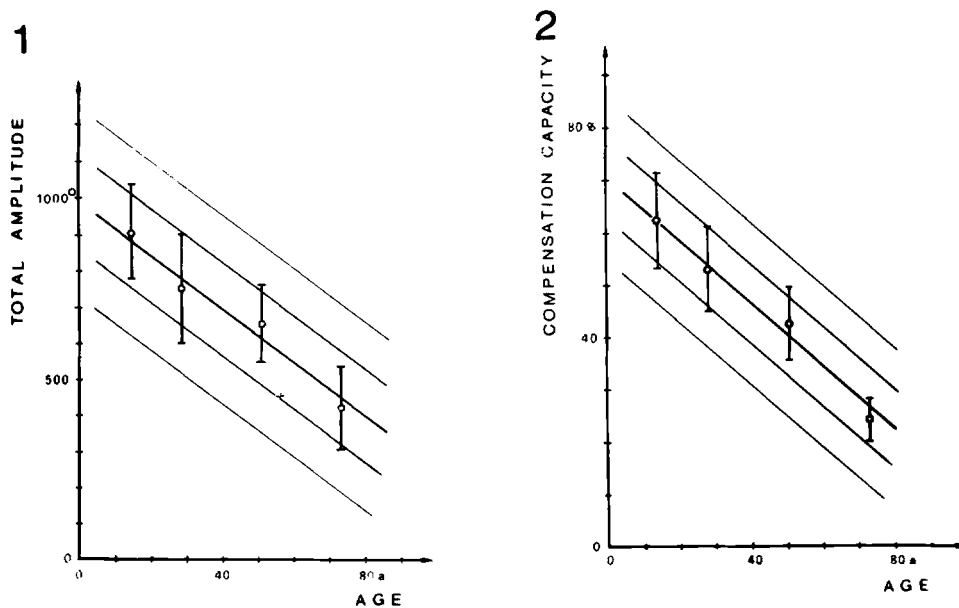 1
TOTAL AMPLITUDE
1000°
500
0
0 40 80 a
AGE
2
COMPENSATION CAPACITY
80 %
40
0
0 40 80 a
AGE